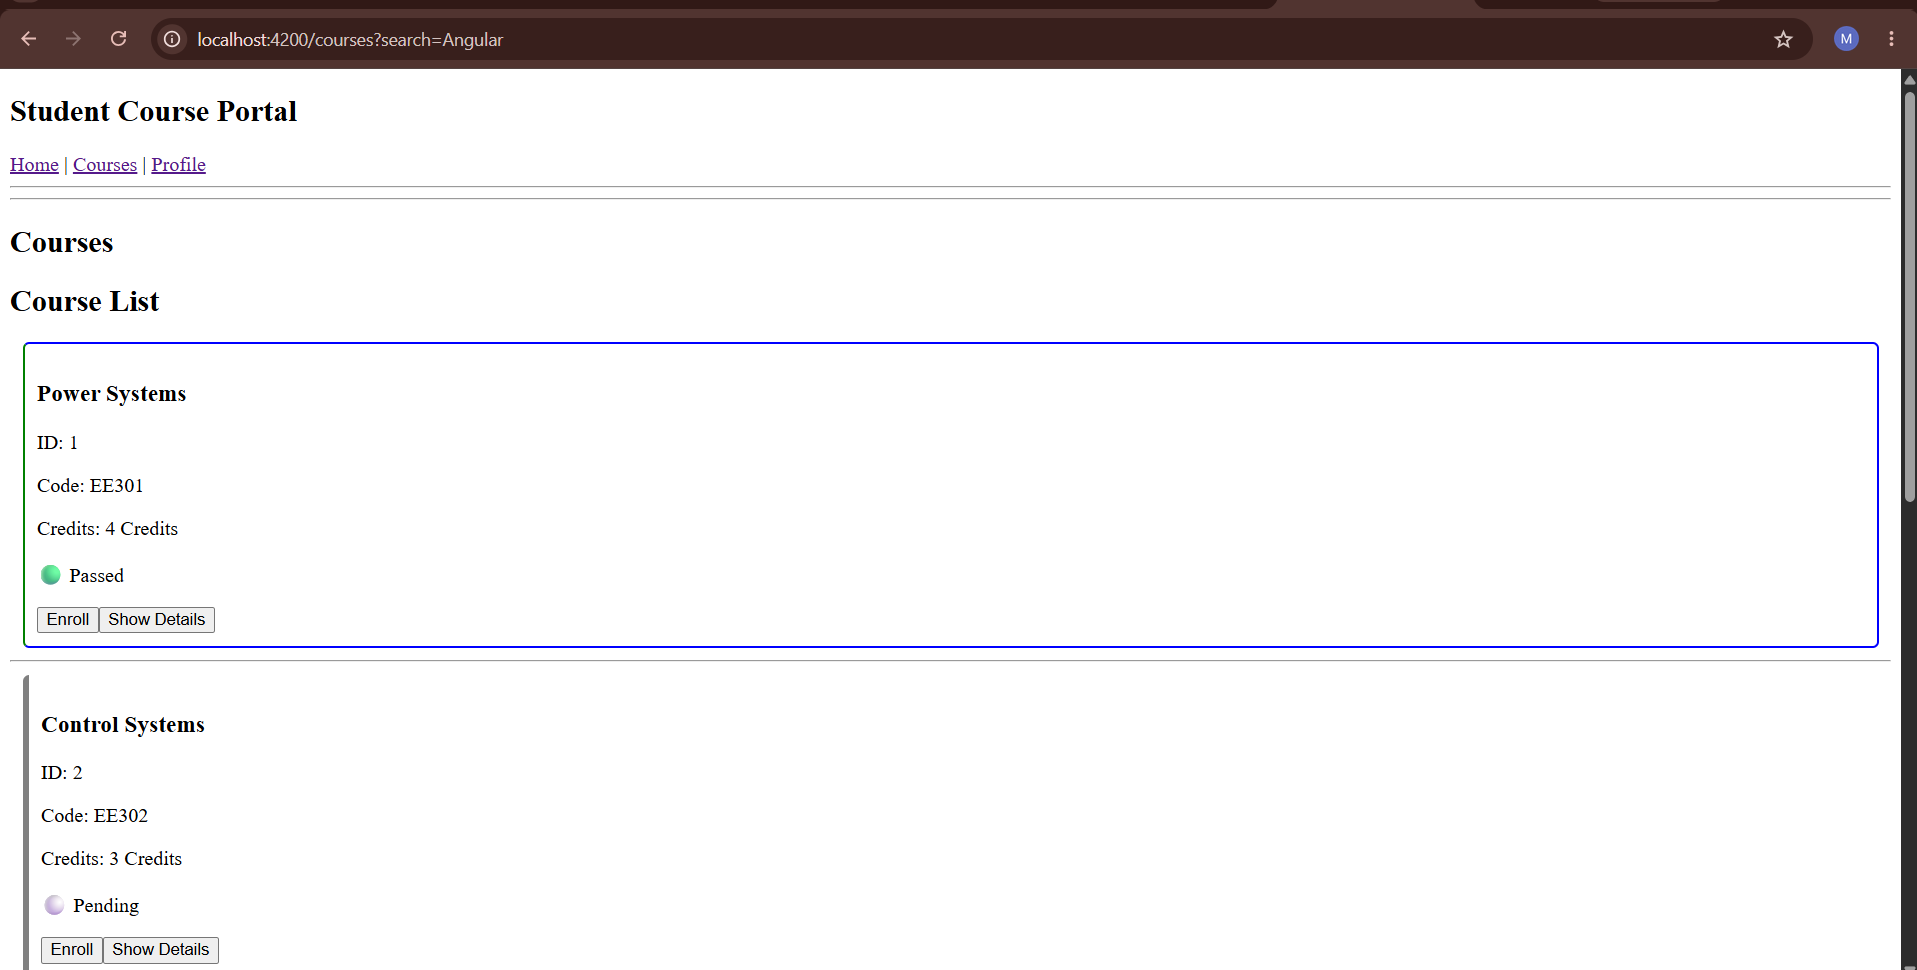 localhost:4200/courses?search=Angular
M
Student Course Portal
Home | Courses | Profile
Courses
Course List
Power Systems
ID: 1
Code: EE301
Credits: 4 Credits
Passed
Enroll Show Details
Control Systems
ID: 2
Code: EE302
Credits: 3 Credits
Pending
Enroll Show Details